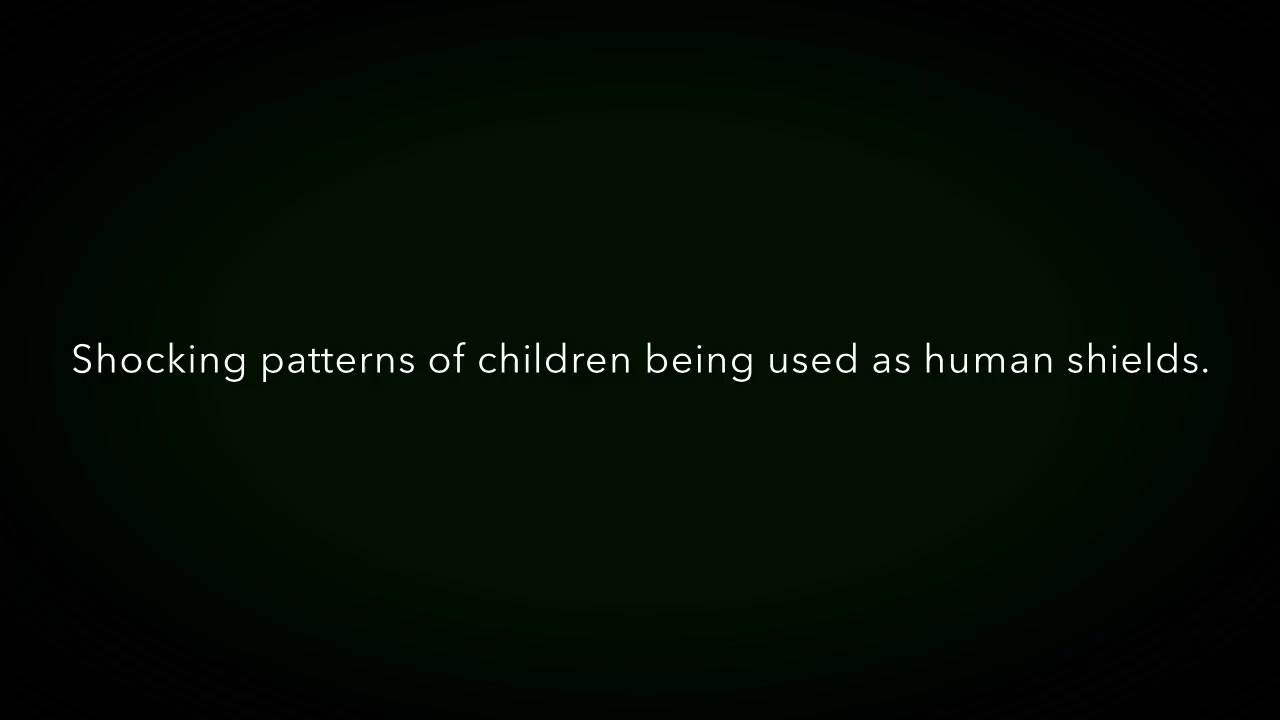 Shocking patterns of children being used as human shields.